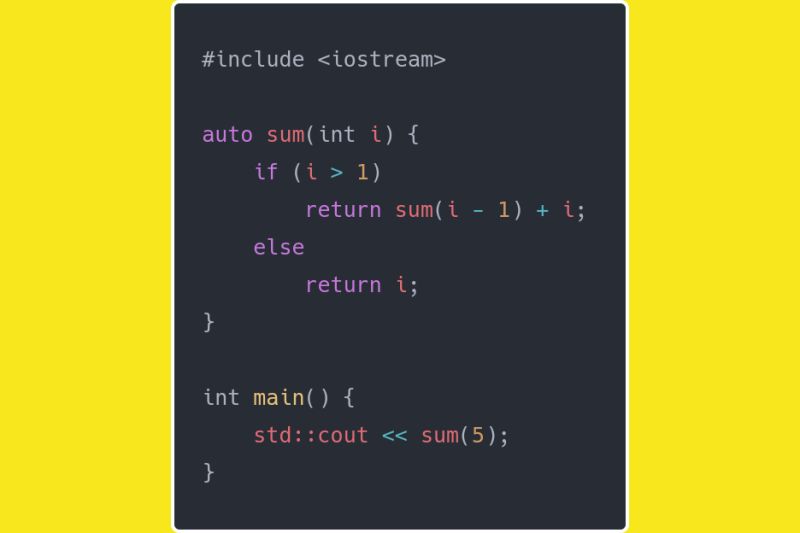 #include <iostream>
auto sum(int i) {
    if (i > 1)
        return sum(i - 1) + i;
    else
        return i;
}
int main() {
    std::cout << sum(5);
}